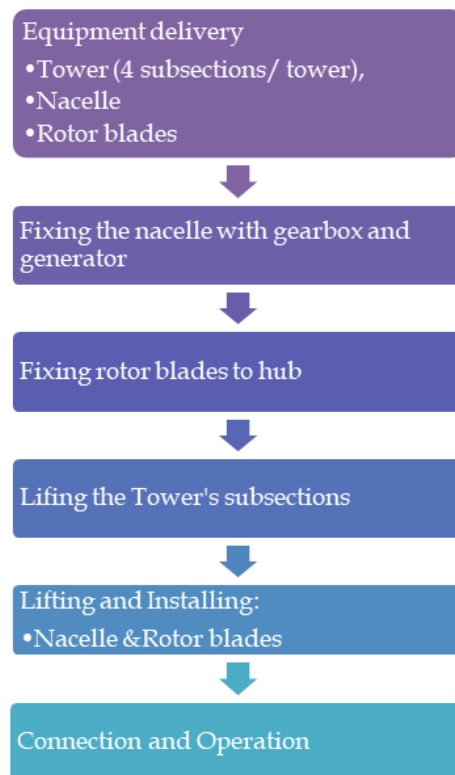 Equipment delivery
•Tower (4 subsections/ tower),
•Nacelle
•Rotor blades
Fixing the nacelle with gearbox and
generator
Fixing rotor blades to hub
Lifing the Tower's subsections
Lifting and Installing:
•Nacelle &Rotor blades
Connection and Operation